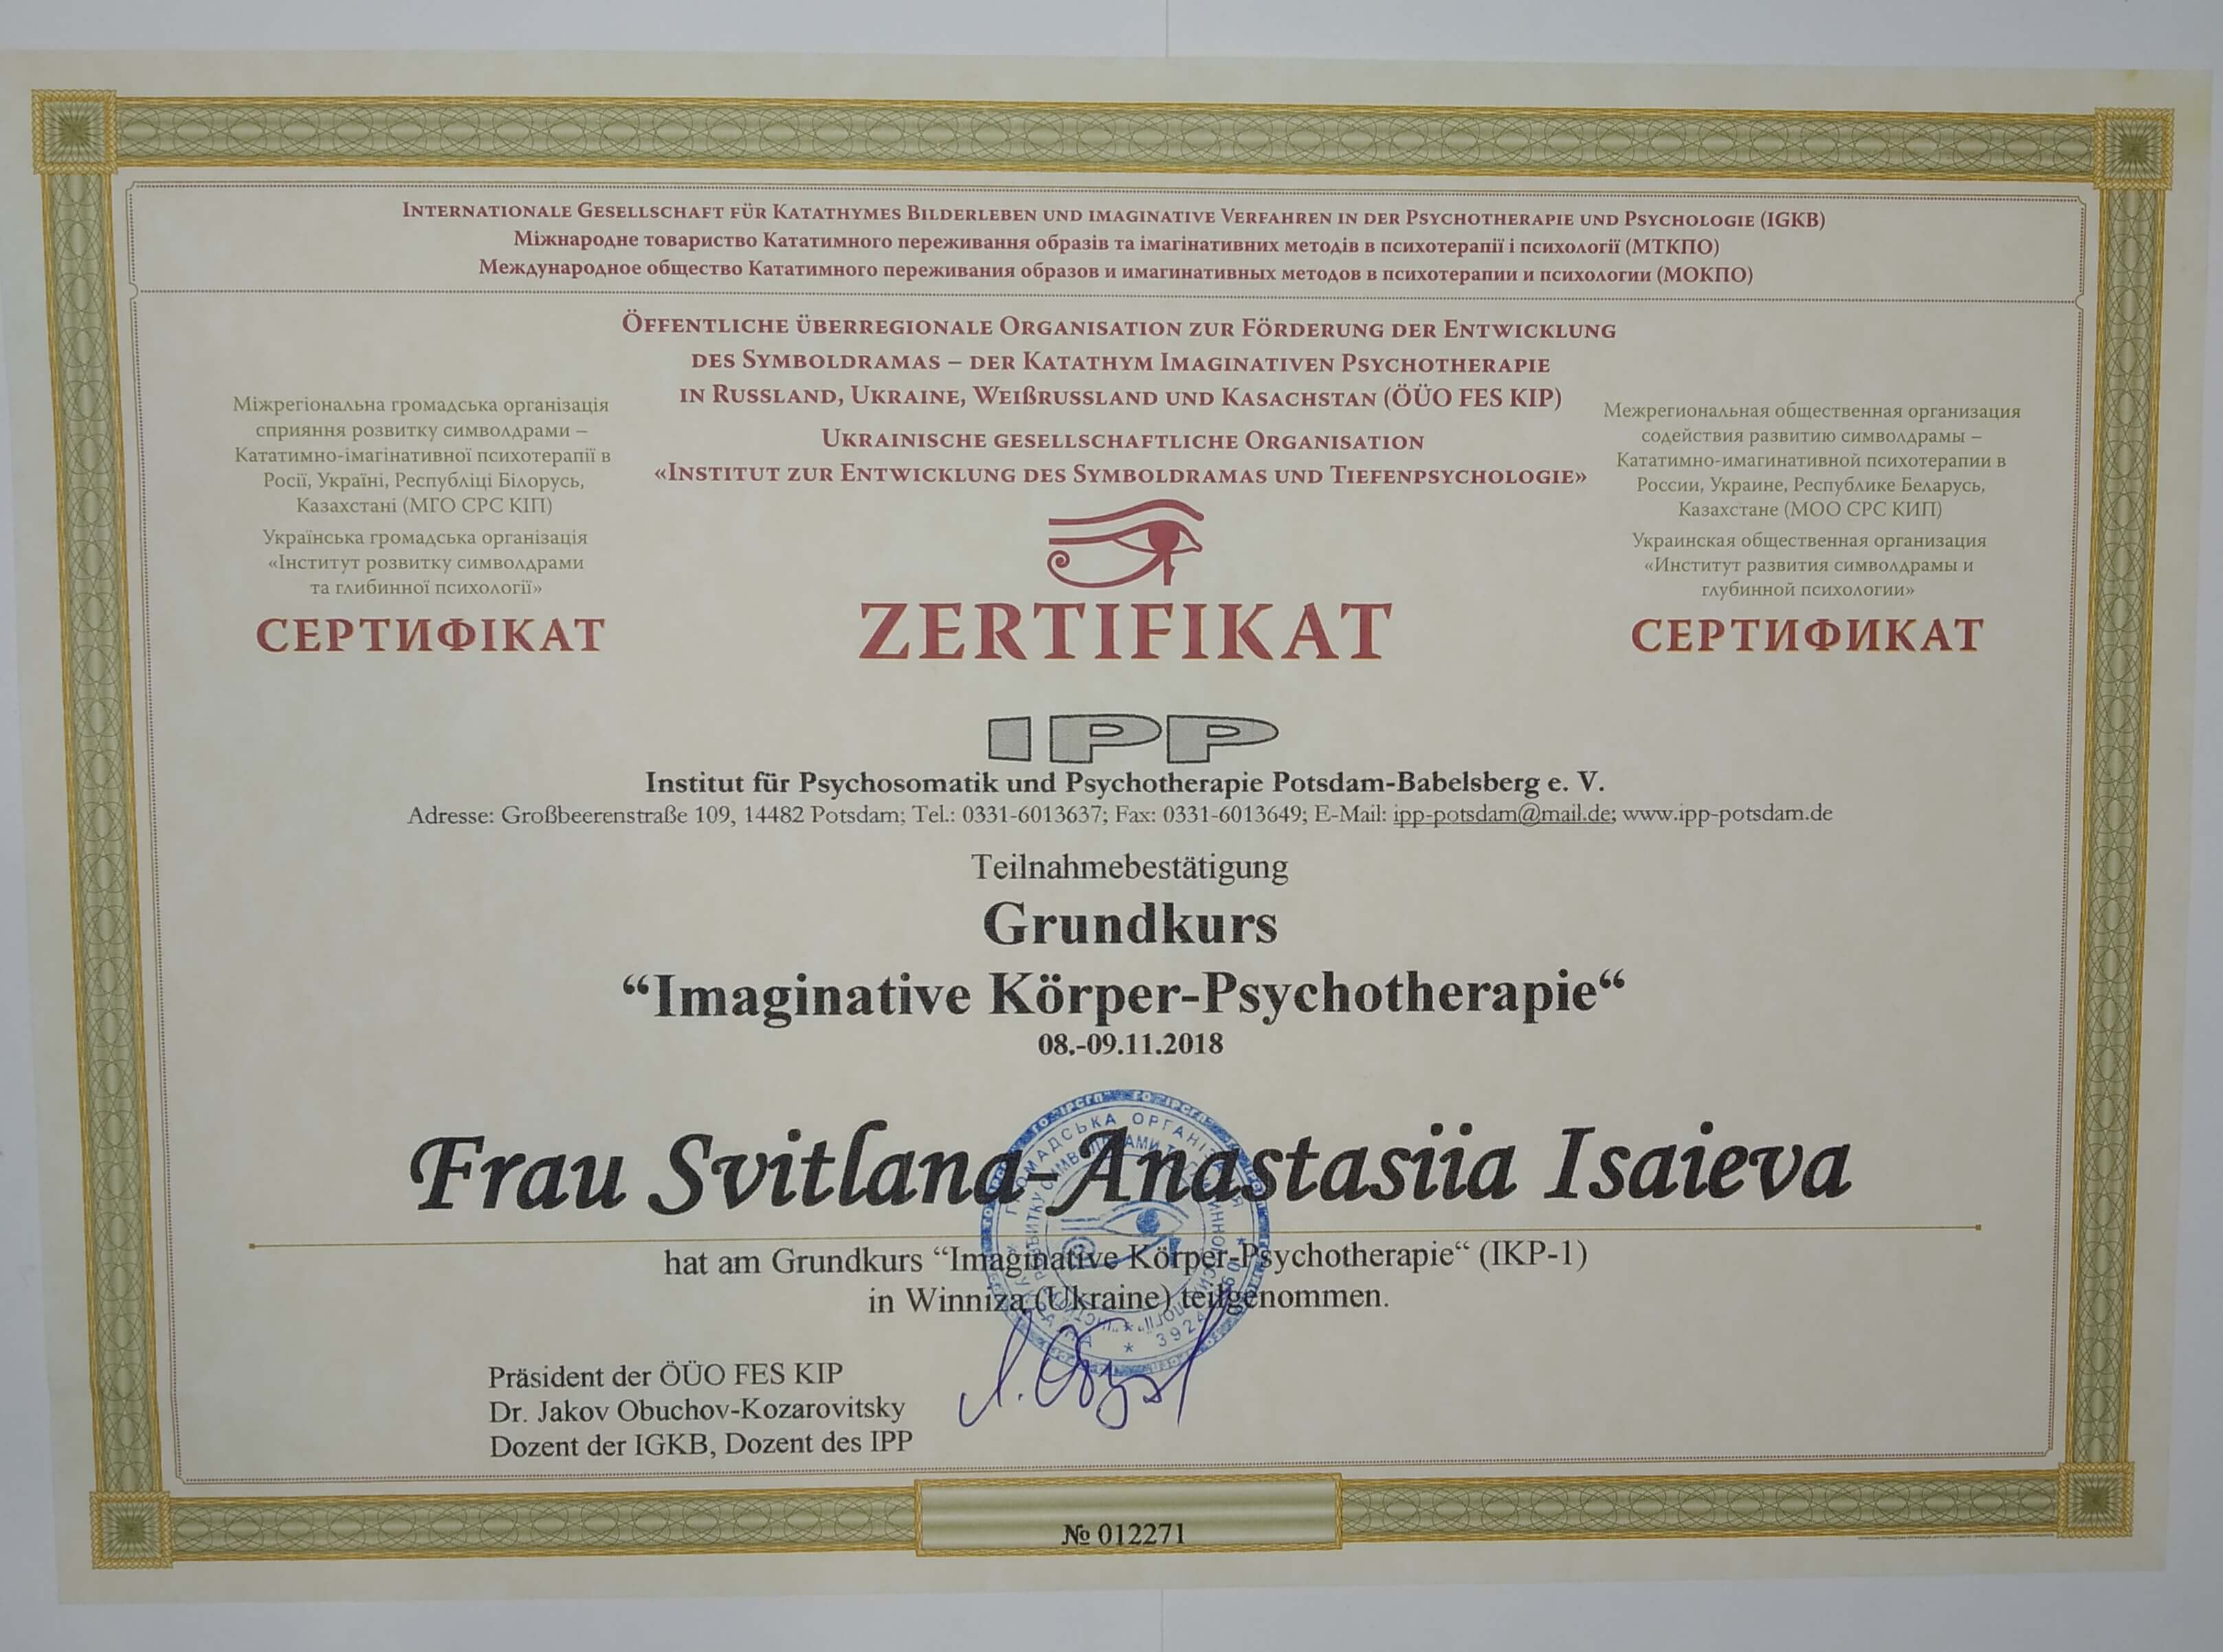 Internationale Gesellschaft für Katathymes Bilderleben und imaginative Verfahren in der Psychotherapie und Psychologie (IGKB)
Міжнародне товариство Кататимного переживання образів та імагінативних методів в психотерапії і психології (МТКПО)
Международное общество Кататимного переживания образов и имагинативных методов в психотерапии и психологии (МОКПО)
Öffentliche überregionale Organisation zur Förderung der Entwicklung
des Symboldramas – der Katathym Imaginativen Psychotherapie
in Russland, Ukraine, Weißrussland und Kasachstan (ÖÜO FES KIP)
Ukrainische gesellschaftliche Organisation
«Institut zur Entwicklung des Symboldramas und Tiefenpsychologie»
Міжрегіональна громадська організація
сприяння розвитку символдрами –
Кататимно-імагінативної психотерапії в
Росії, Україні, Республіці Білорусь,
Казахстані (МГО СРС КІП)
Українська громадська організація
«Інститут розвитку символдрами
та глибинної психології»
СЕРТИФІКАТ
ZERTIFIKAT
Межрегиональная общественная организация
содействия развитию символдрамы –
Кататимно-имагинативной психотерапии в
России, Украине, Республике Беларусь,
Казахстане (МОО СРС КИП)
Украинская общественная организация
«Институт развития символдрамы и
глубинной психологии»
СЕРТИФИКАТ
IPP
Institut für Psychosomatik und Psychotherapie Potsdam-Babelsberg e. V.
Adresse: Großbeerenstraße 109, 14482 Potsdam; Tel.: 0331-6013637; Fax: 0331-6013649; E-Mail: ipp-potsdam@mail.de; www.ipp-potsdam.de
Teilnahmebestätigung
Grundkurs
“Imaginative Körper-Psychotherapie“
08.-09.11.2018
Frau Svitlana-Anastasiia Isaieva
hat am Grundkurs “Imaginative Körper-Psychotherapie“ (IKP-1)
in Winniza (Ukraine) teilgenommen.
Präsident der ÖÜO FES KIP
Dr. Jakov Obuchov-Kozarovitsky
Dozent der IGKB, Dozent des IPP
№ 012271